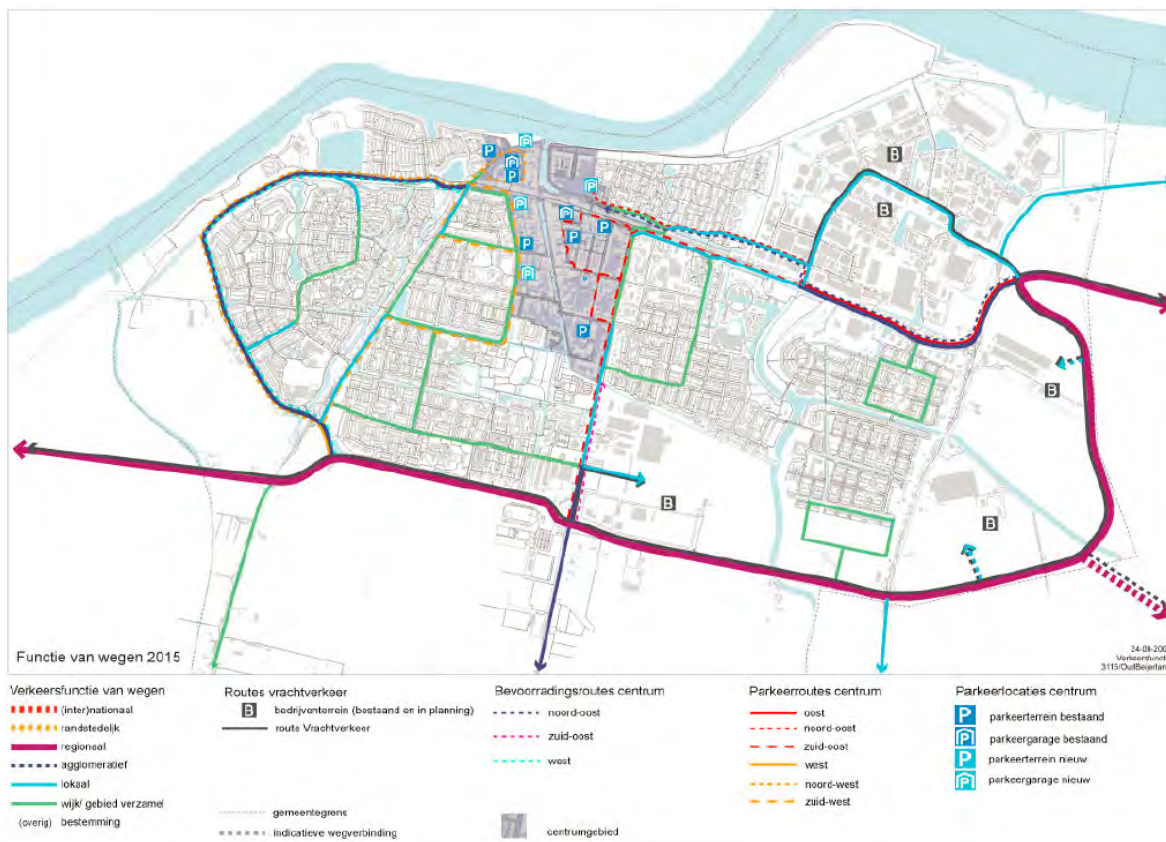 P
P
P
P
P
P
P
P
P
P
P
P
B
B
B
B
B
Functie van wegen 2015
24-09-200
3115/OudBeijerlan
Verkeersfunctie van wegen
(inter)nationaal
randstedelijk
regionaal
agglomeratief
lokaal
wijk/ gebied verzamel
(overig) bestemming
Routes vrachtverkeer
B bedrijventerrein (bestaand en in planning)
route Vrachtverkeer
gemeentegrens
indicatieve wegverbinding
Bevoorradingsroutes centrum
noord-oost
zuid-oost
west
centrumgebied
Parkeerroutes centrum
oost
noord-oost
zuid-oost
west
noord-west
zuid-west
Parkeerlocaties centrum
P parkeerterrein bestaand
P parkeergarage bestaand
P parkeerterrein nieuw
P parkeergarage nieuw